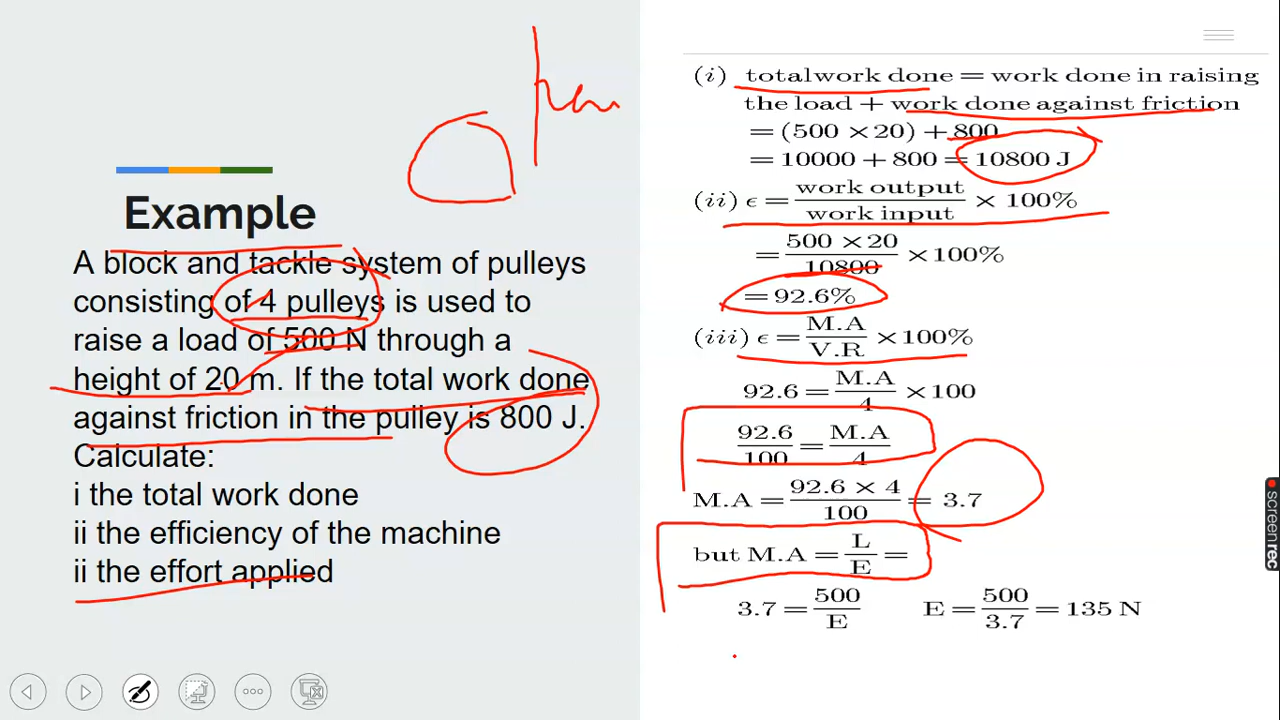 Example
A block and tackle system of pulleys
consisting of 4 pulleys is used to
raise a load of 500 N through a
height of 20 m. If the total work done
against friction in the pulley is 800 J.
Calculate:
i the total work done
ii the efficiency of the machine
ii the effort applied
(i) totalwork done = work done in raising
the load + work done against friction
= (500 × 20) + 800
= 10000 + 800 = 10800 J
(ii) ϵ = work output / work input × 100%
= 500 × 20 / 10800 × 100%
= 92.6%
(iii) ϵ = M.A / V.R × 100%
92.6 = M.A / 4 × 100
92.6 / 100 = M.A / 4
M.A = 92.6 × 4 / 100 = 3.7
but M.A = L / E =
3.7 = 500 / E    E = 500 / 3.7 = 135 N
screenrec